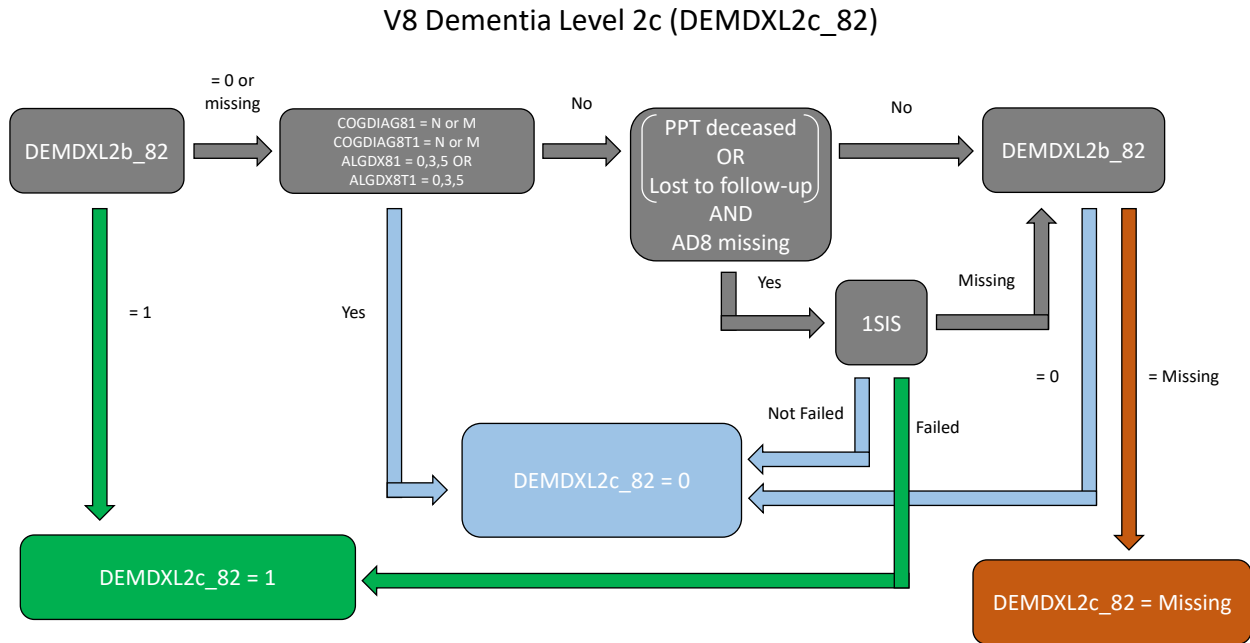 V8 Dementia Level 2c (DEMDXL2c_82)
= 0 or
missing
No
No
DEMDXL2b_82
COGDIAG81 = N or M
COGDIAG8T1 = N or M
ALGDX81 = 0,3,5 OR
ALGDX8T1 = 0,3,5
PPT deceased
OR
Lost to follow-up
AND
AD8 missing
DEMDXL2b_82
Yes
Missing
= 1
Yes
1SIS
= 0
= Missing
Not Failed
Failed
DEMDXL2c_82 = 0
DEMDXL2c_82 = 1
DEMDXL2c_82 = Missing